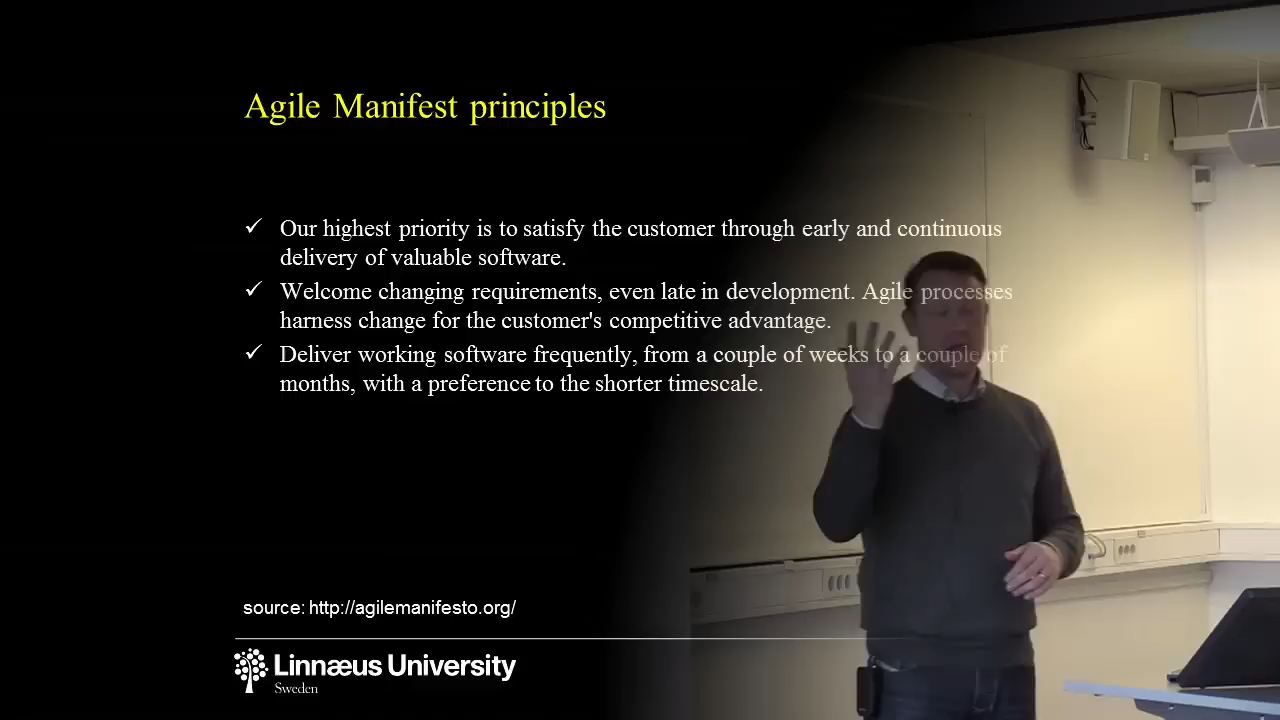 Agile Manifest principles
✓ Our highest priority is to satisfy the customer through early and continuous
delivery of valuable software.
✓ Welcome changing requirements, even late in development. Agile processes
harness change for the customer's competitive advantage.
✓ Deliver working software frequently, from a couple of weeks to a couple of
months, with a preference to the shorter timescale.
source: http://agilemanifesto.org/
Linnæus University
Sweden